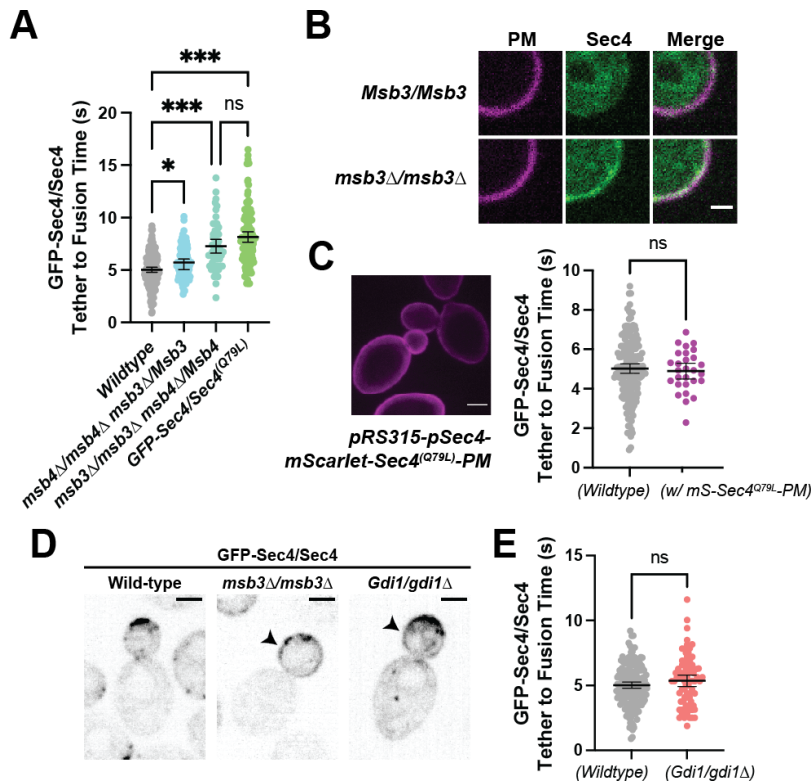 A
***
***
ns
*
20
15
10
5
0
GFP-Sec4/Sec4
Tether to Fusion Time (s)
Wildtype
msb4Δ/msb4Δ msb3Δ/Msb3
msb3Δ/msb3Δ msb4Δ/Msb4
GFP-Sec4/Sec4(Q79L)
B
PM Sec4 Merge
Msb3/Msb3
msb3Δ/msb3Δ
C
pRS315-pSec4-
mScarlet-Sec4(Q79L)-PM
ns
10
8
6
4
2
0
GFP-Sec4/Sec4
Tether to Fusion Time (s)
(Wildtype) (w/ mS-Sec4Q79L-PM)
D
GFP-Sec4/Sec4
Wild-type msb3Δ/msb3Δ Gdi1/gdi1Δ
E
ns
15
10
5
0
GFP-Sec4/Sec4
Tether to Fusion Time (s)
(Wildtype) (Gdi1/gdi1Δ)